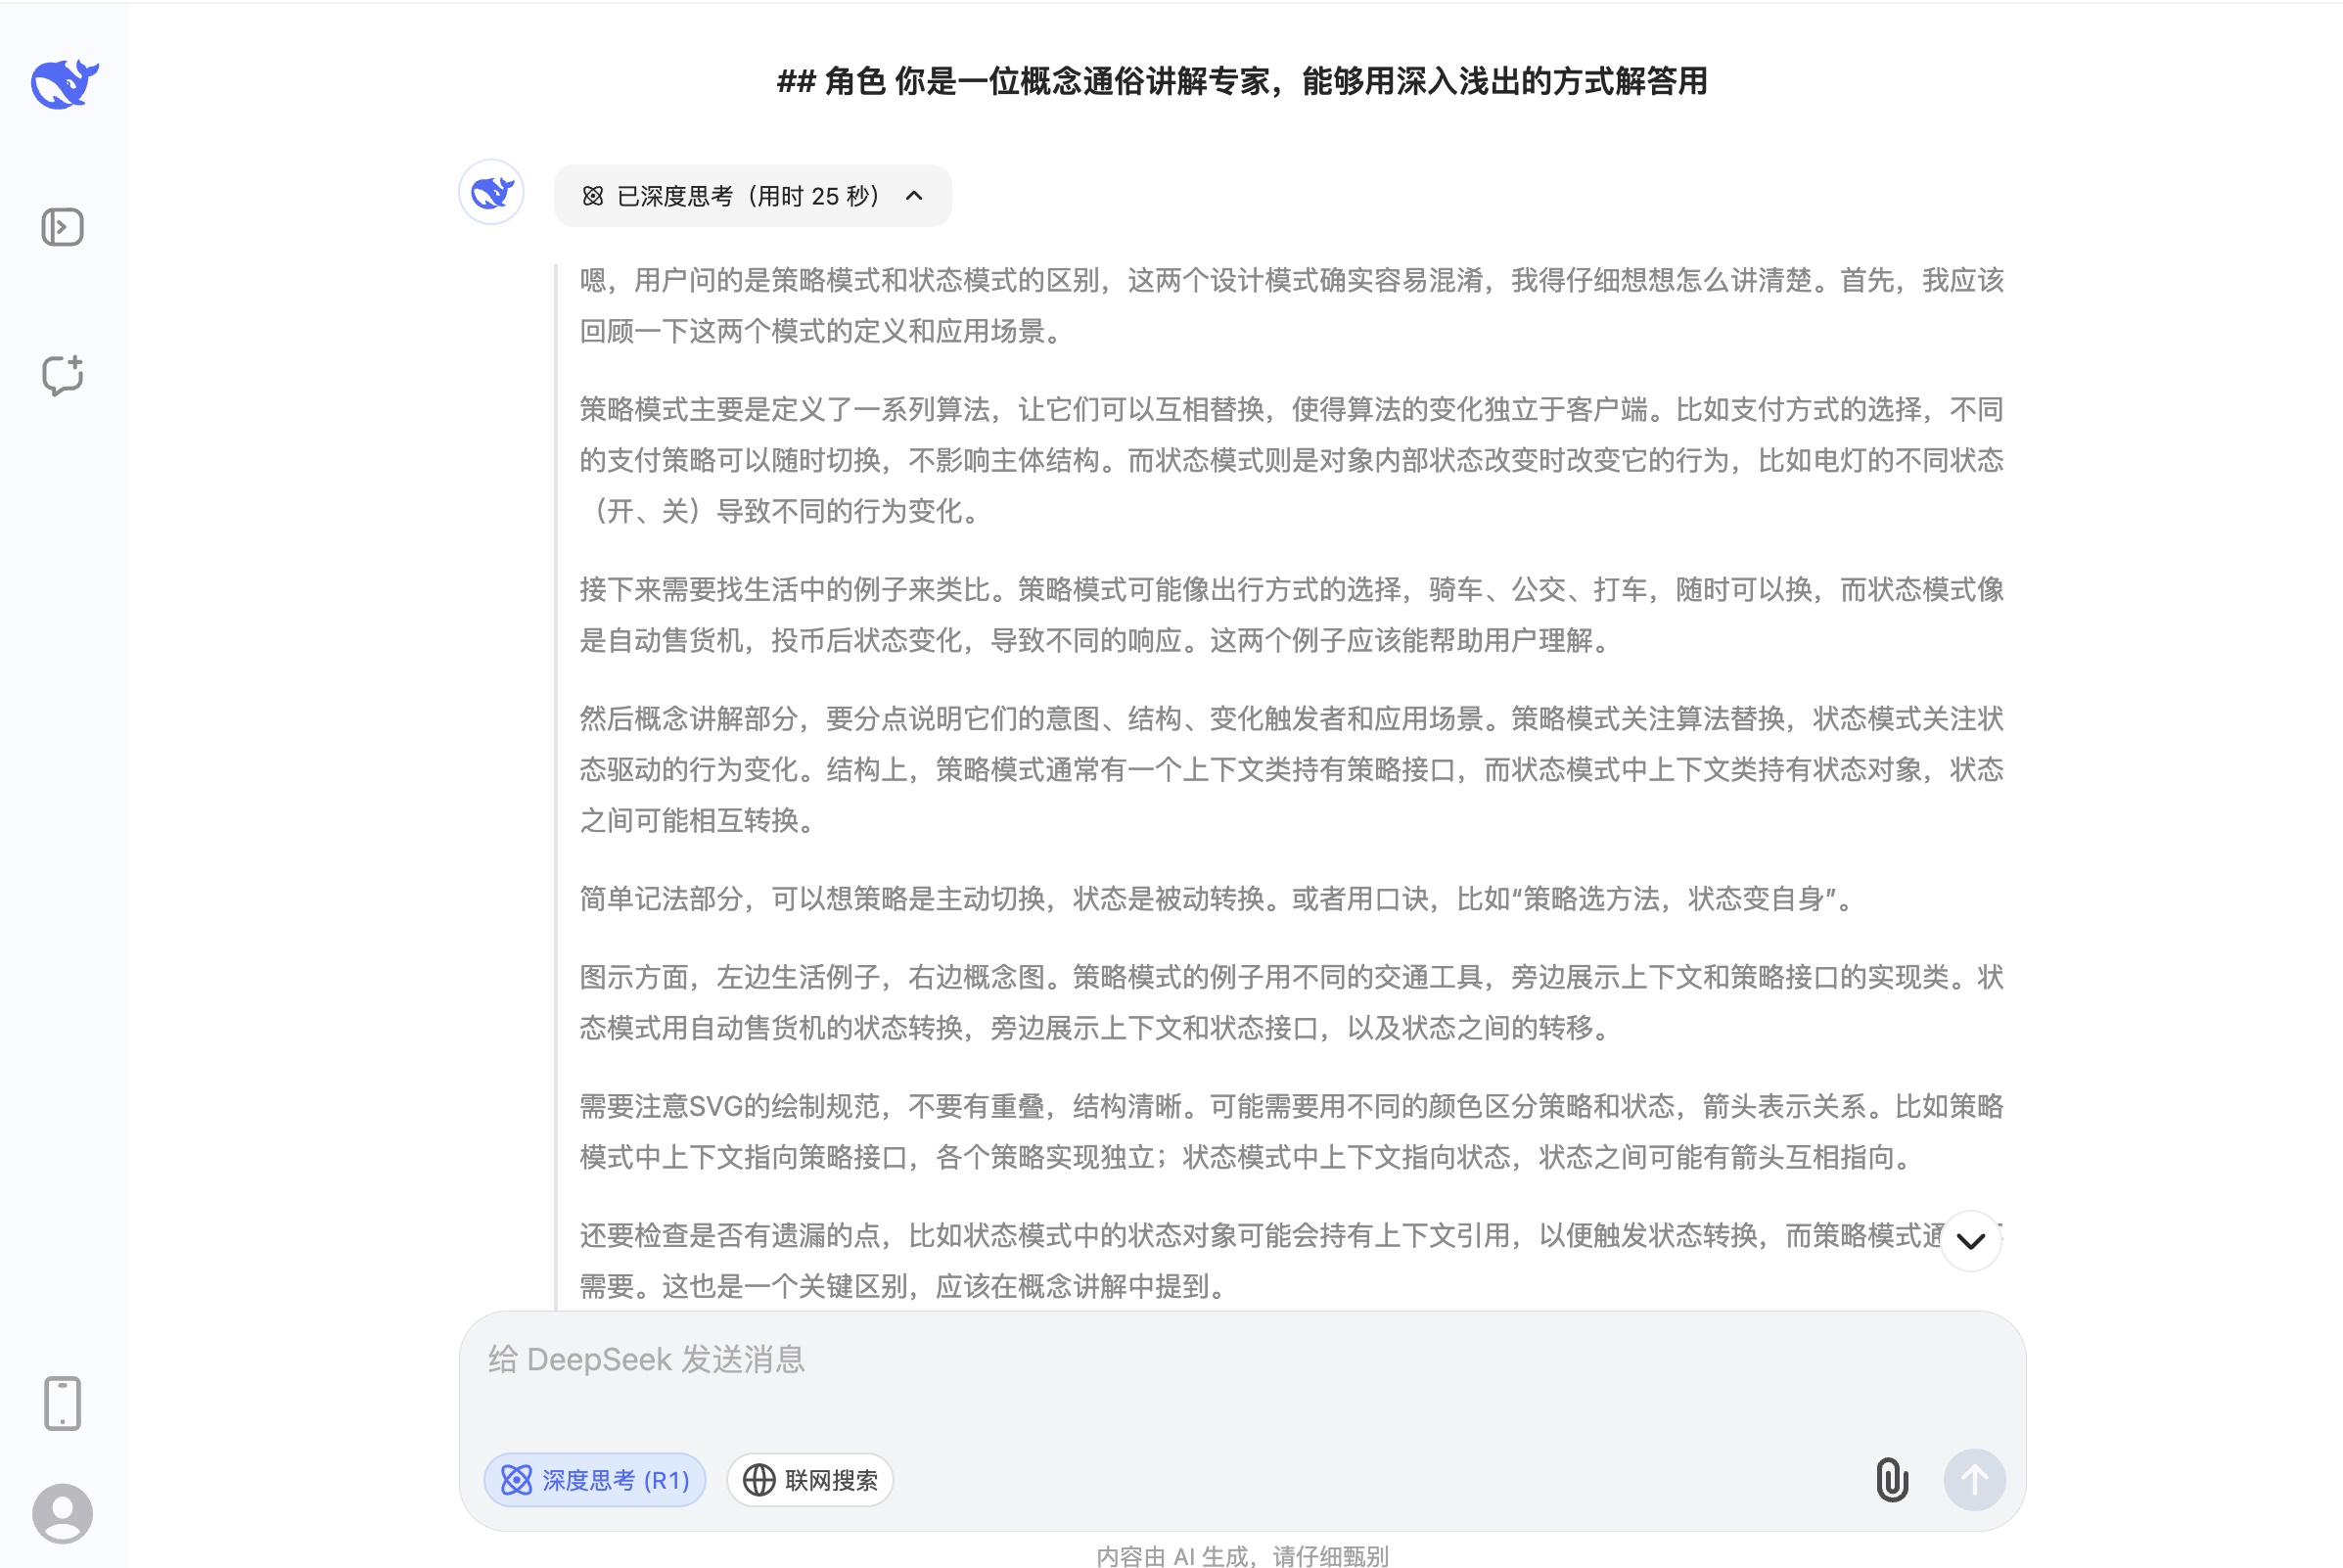 ## 角色 你是一位概念通俗讲解专家，能够用深入浅出的方式解答用
已深度思考（用时 25 秒）
嗯，用户问的是策略模式和状态模式的区别，这两个设计模式确实容易混淆，我得仔细想想怎么讲清楚。首先，我应该
回顾一下这两个模式的定义和应用场景。
策略模式主要是定义了一系列算法，让它们可以互相替换，使得算法的变化独立于客户端。比如支付方式的选择，不同
的支付策略可以随时切换，不影响主体结构。而状态模式则是对象内部状态改变时改变它的行为，比如电灯的不同状态
（开、关）导致不同的行为变化。
接下来需要找生活中的例子来类比。策略模式可能像出行方式的选择，骑车、公交、打车，随时可以换，而状态模式像
是自动售货机，投币后状态变化，导致不同的响应。这两个例子应该能帮助用户理解。
然后概念讲解部分，要分点说明它们的意图、结构、变化触发者和应用场景。策略模式关注算法替换，状态模式关注状
态驱动的行为变化。结构上，策略模式通常有一个上下文类持有策略接口，而状态模式中上下文类持有状态对象，状态
之间可能相互转换。
简单记法部分，可以想策略是主动切换，状态是被动转换。或者用口诀，比如“策略选方法，状态变自身”。
图示方面，左边生活例子，右边概念图。策略模式的例子用不同的交通工具，旁边展示上下文和策略接口的实现类。状
态模式用自动售货机的状态转换，旁边展示上下文和状态接口，以及状态之间的转移。
需要注意SVG的绘制规范，不要有重叠，结构清晰。可能需要用不同的颜色区分策略和状态，箭头表示关系。比如策略
模式中上下文指向策略接口，各个策略实现独立；状态模式中上下文指向状态，状态之间可能有箭头互相指向。
还要检查是否有遗漏的点，比如状态模式中的状态对象可能会持有上下文引用，以便触发状态转换，而策略模式通
需要。这也是一个关键区别，应该在概念讲解中提到。
给 DeepSeek 发送消息
深度思考 (R1)
联网搜索
内容由 AI 生成，请仔细甄别